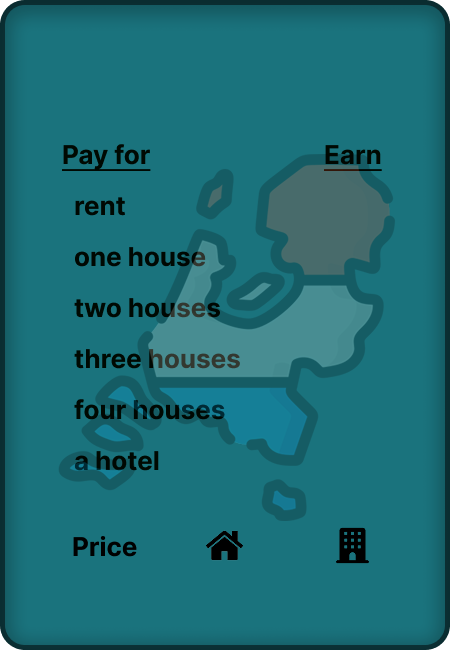 Pay for Earn
rent
one house
two houses
three houses
four houses
a hotel
Price